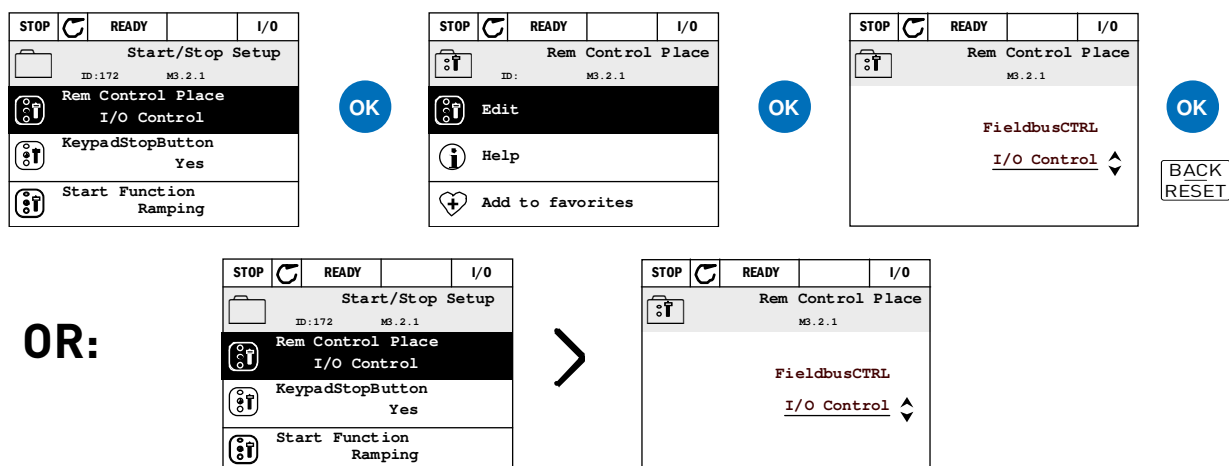 STOP READY I/O
Start/Stop Setup
ID:172 M3.2.1
Rem Control Place
I/O Control
KeypadStopButton
Yes
Start Function
Ramping
OK
STOP READY I/O
Rem Control Place
ID: M3.2.1
Edit
Help
Add to favorites
OK
STOP READY I/O
Rem Control Place
M3.2.1
FieldbusCTRL
I/O Control
OK
BACK
RESET
OR:
STOP READY I/O
Start/Stop Setup
ID:172 M3.2.1
Rem Control Place
I/O Control
KeypadStopButton
Yes
Start Function
Ramping
STOP READY I/O
Rem Control Place
M3.2.1
FieldbusCTRL
I/O Control